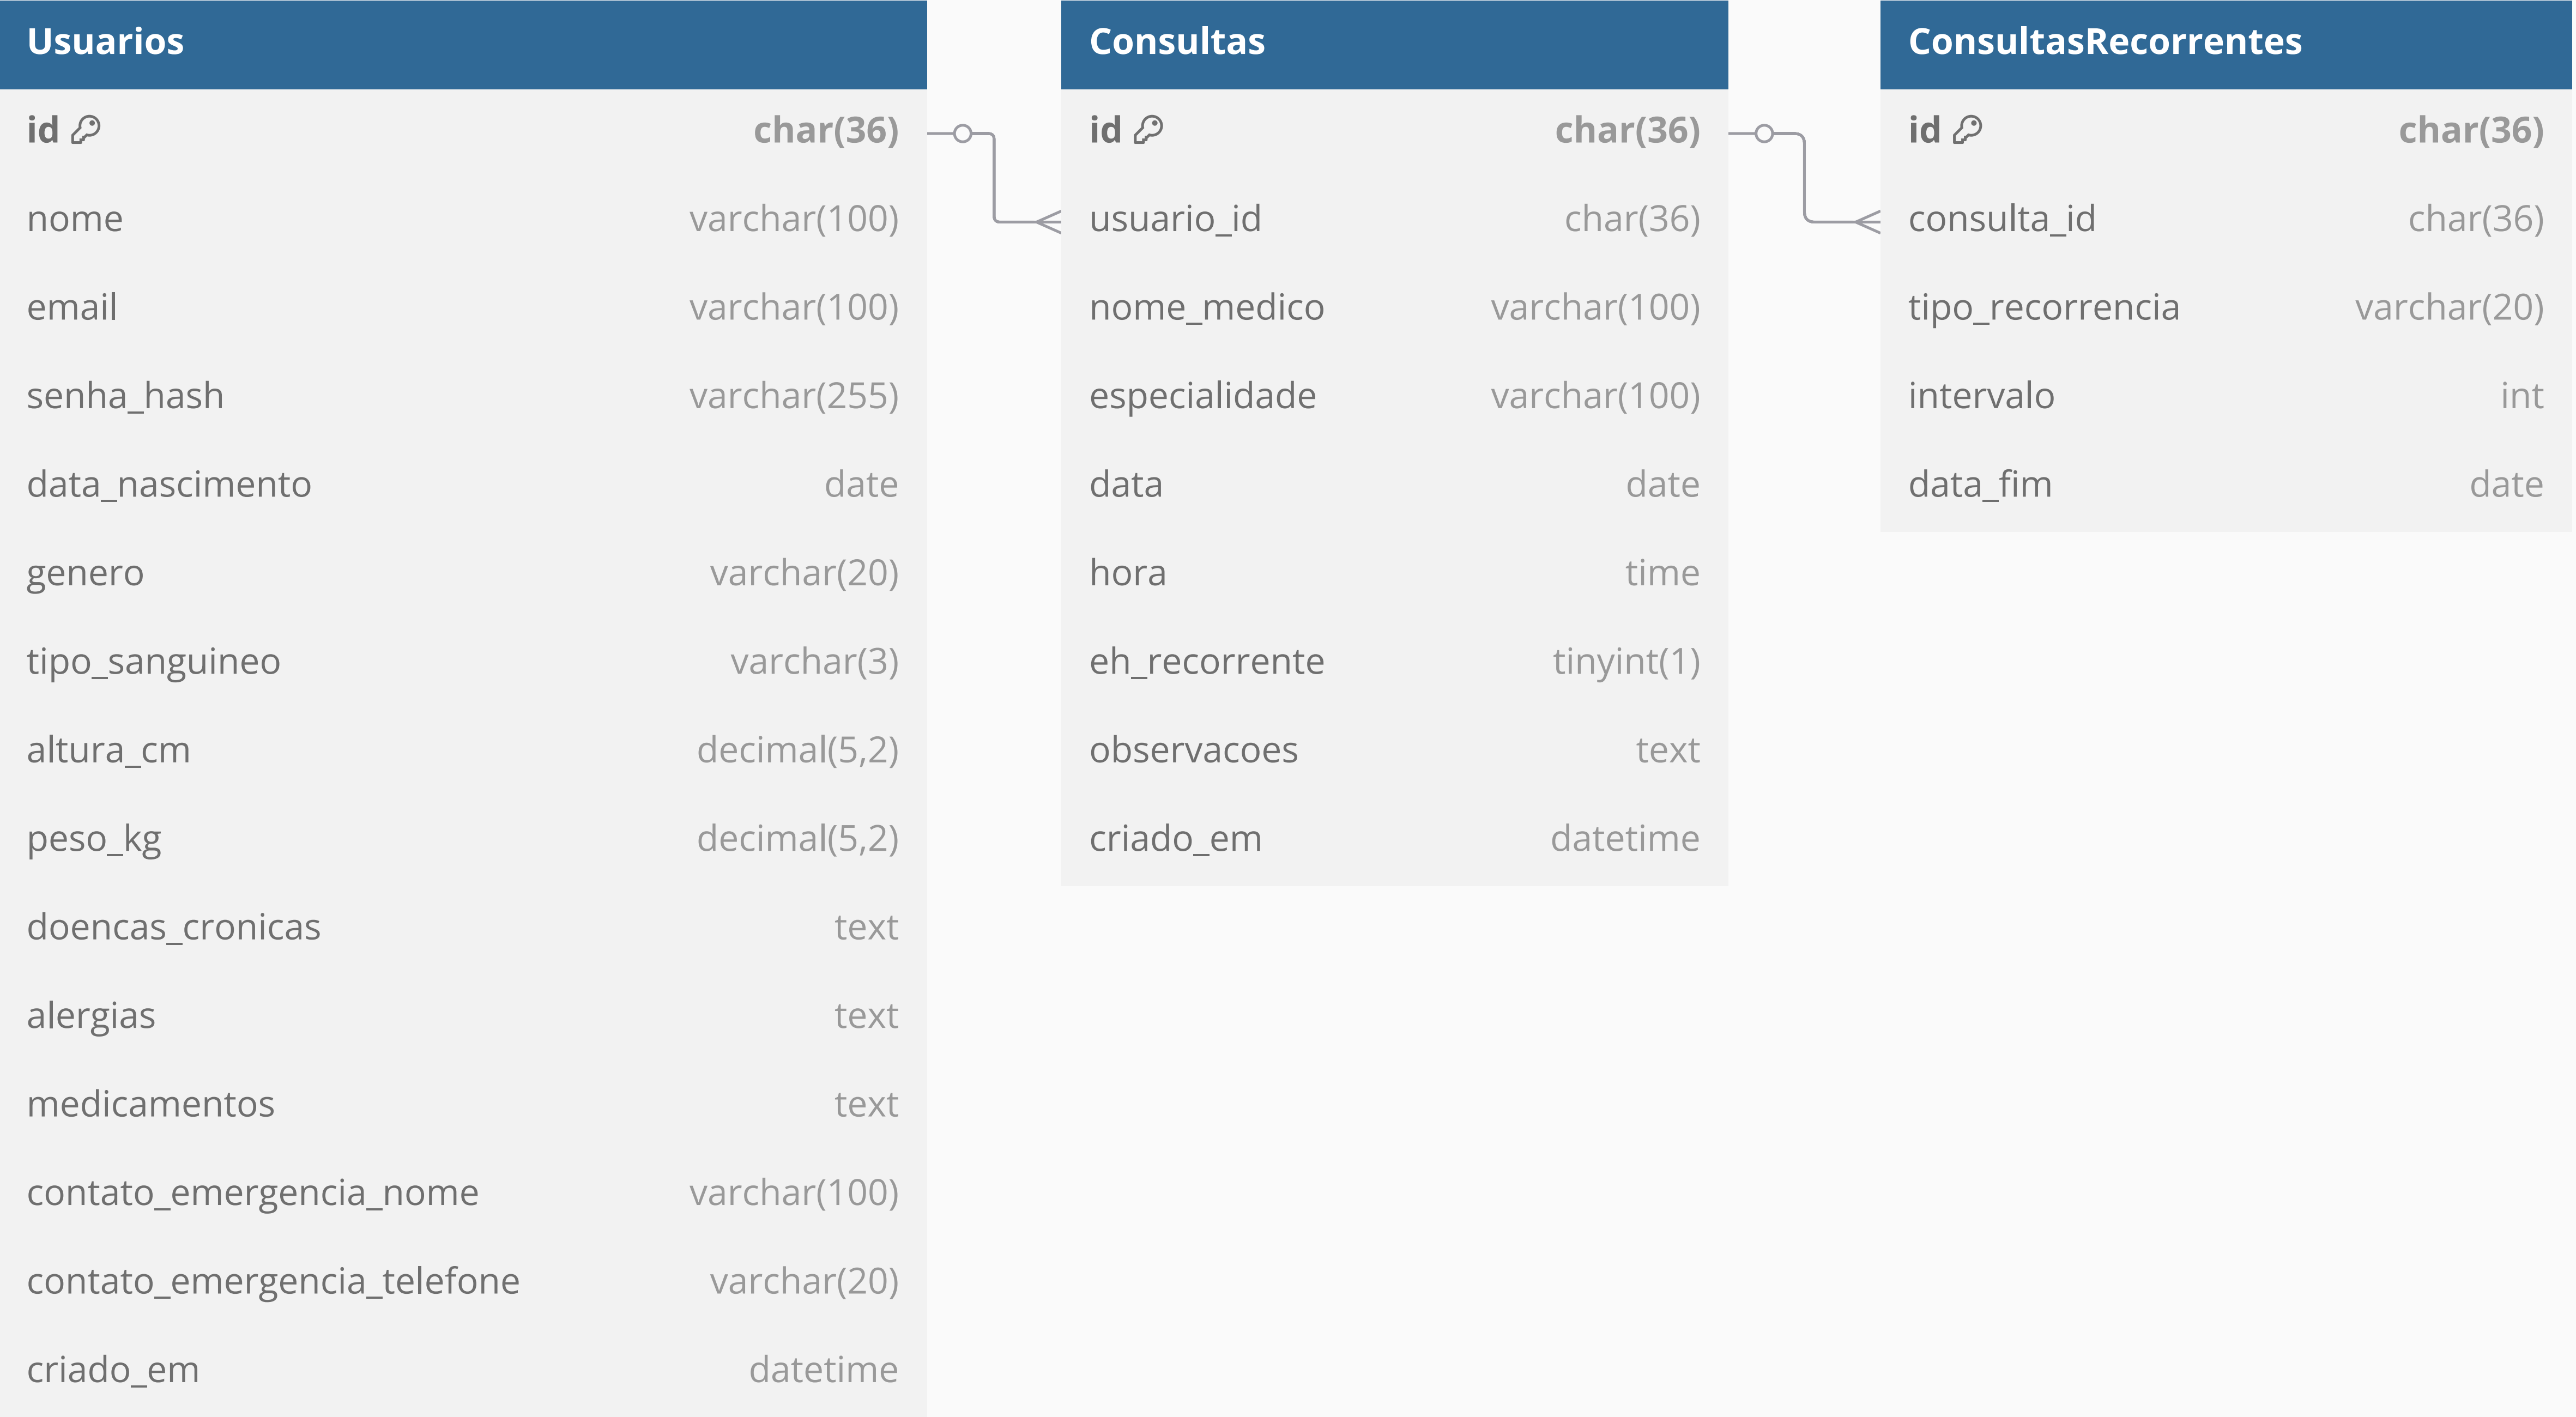 Usuarios
id char(36)
nome varchar(100)
email varchar(100)
senha_hash varchar(255)
data_nascimento date
genero varchar(20)
tipo_sanguineo varchar(3)
altura_cm decimal(5,2)
peso_kg decimal(5,2)
doencas_cronicas text
alergias text
medicamentos text
contato_emergencia_nome varchar(100)
contato_emergencia_telefone varchar(20)
criado_em datetime
Consultas
id char(36)
usuario_id char(36)
nome_medico varchar(100)
especialidade varchar(100)
data date
hora time
eh_recorrente tinyint(1)
observacoes text
criado_em datetime
ConsultasRecorrentes
id char(36)
consulta_id char(36)
tipo_recorrencia varchar(20)
intervalo int
data_fim date